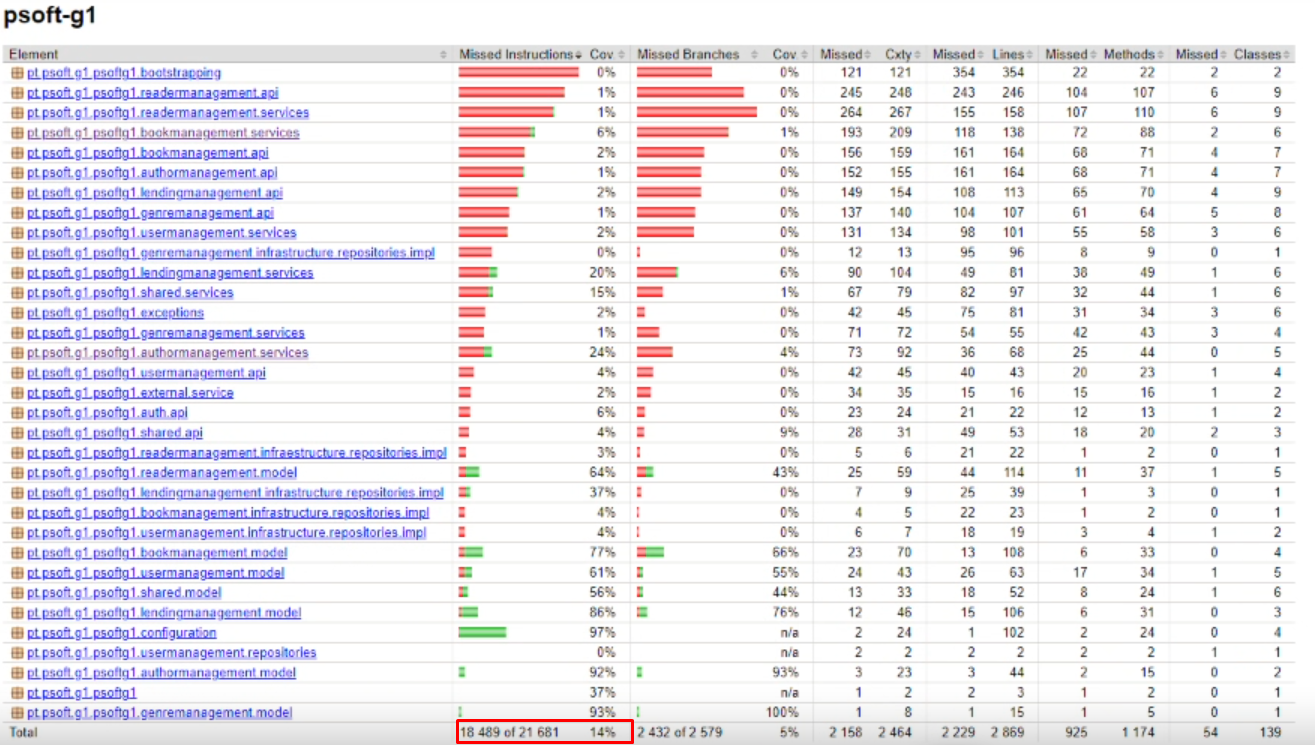 psoft-g1
Element Missed Instructions Cov. Missed Branches Cov. Missed Cxty Missed Lines Missed Methods Missed Classes
pt.psoft.g1.psoftg1.bootstrapping 0% 0% 121 121 354 354 22 22 2 2
pt.psoft.g1.psoftg1.readermanagement.api 1% 0% 245 248 243 246 104 107 6 9
pt.psoft.g1.psoftg1.readermanagement.services 1% 0% 264 267 155 158 107 110 6 9
pt.psoft.g1.psoftg1.bookmanagement.services 6% 1% 193 209 118 138 72 88 2 6
pt.psoft.g1.psoftg1.bookmanagement.api 2% 0% 156 159 161 164 68 71 4 7
pt.psoft.g1.psoftg1.authormanagement.api 1% 0% 152 155 161 164 68 71 4 7
pt.psoft.g1.psoftg1.lendingmanagement.api 2% 0% 149 154 108 113 65 70 4 9
pt.psoft.g1.psoftg1.genremanagement.api 1% 0% 137 140 104 107 61 64 5 8
pt.psoft.g1.psoftg1.usermanagement.services 2% 0% 131 134 98 101 55 58 3 6
pt.psoft.g1.psoftg1.genremanagement.infrastructure.repositories.impl 0% 0% 12 13 95 96 8 9 0 1
pt.psoft.g1.psoftg1.lendingmanagement.services 20% 6% 90 104 49 81 38 49 1 6
pt.psoft.g1.psoftg1.shared.services 15% 1% 67 79 82 97 32 44 1 6
pt.psoft.g1.psoftg1.exceptions 2% 0% 42 45 75 81 31 34 3 6
pt.psoft.g1.psoftg1.genremanagement.services 1% 0% 71 72 54 55 42 43 3 4
pt.psoft.g1.psoftg1.authormanagement.services 24% 4% 73 92 36 68 25 44 0 5
pt.psoft.g1.psoftg1.usermanagement.api 4% 0% 42 45 40 43 20 23 1 4
pt.psoft.g1.psoftg1.external.service 2% 0% 34 35 15 16 15 16 1 2
pt.psoft.g1.psoftg1.auth.api 6% 0% 23 24 21 22 12 13 1 2
pt.psoft.g1.psoftg1.shared.api 4% 9% 28 31 49 53 18 20 2 3
pt.psoft.g1.psoftg1.readermanagement.infraestructure.repositories.impl 3% 0% 5 6 21 22 1 2 0 1
pt.psoft.g1.psoftg1.readermanagement.model 64% 43% 25 59 44 114 11 37 1 5
pt.psoft.g1.psoftg1.lendingmanagement.infrastructure.repositories.impl 37% 0% 7 9 25 39 1 3 0 1
pt.psoft.g1.psoftg1.bookmanagement.infrastructure.repositories.impl 4% 0% 4 5 22 23 1 2 0 1
pt.psoft.g1.psoftg1.usermanagement.infrastructure.repositories.impl 4% 0% 6 7 18 19 3 4 1 2
pt.psoft.g1.psoftg1.bookmanagement.model 77% 66% 23 70 13 108 6 33 0 4
pt.psoft.g1.psoftg1.usermanagement.model 61% 55% 24 43 26 63 17 34 1 5
pt.psoft.g1.psoftg1.shared.model 56% 44% 13 33 18 52 8 24 1 6
pt.psoft.g1.psoftg1.lendingmanagement.model 86% 76% 12 46 15 106 6 31 0 3
pt.psoft.g1.psoftg1.configuration 97% n/a 2 24 1 102 2 24 0 4
pt.psoft.g1.psoftg1.usermanagement.repositories 0% n/a 2 2 2 2 2 2 1 1
pt.psoft.g1.psoftg1.authormanagement.model 92% 93% 3 23 3 44 2 15 0 2
pt.psoft.g1.psoftg1 37% n/a 1 2 2 3 1 2 0 1
pt.psoft.g1.psoftg1.genremanagement.model 93% 100% 1 8 1 15 1 5 0 1
Total 18 489 of 21 681 14% 2 432 of 2 579 5% 2 158 2 464 2 229 2 869 925 1 174 54 139